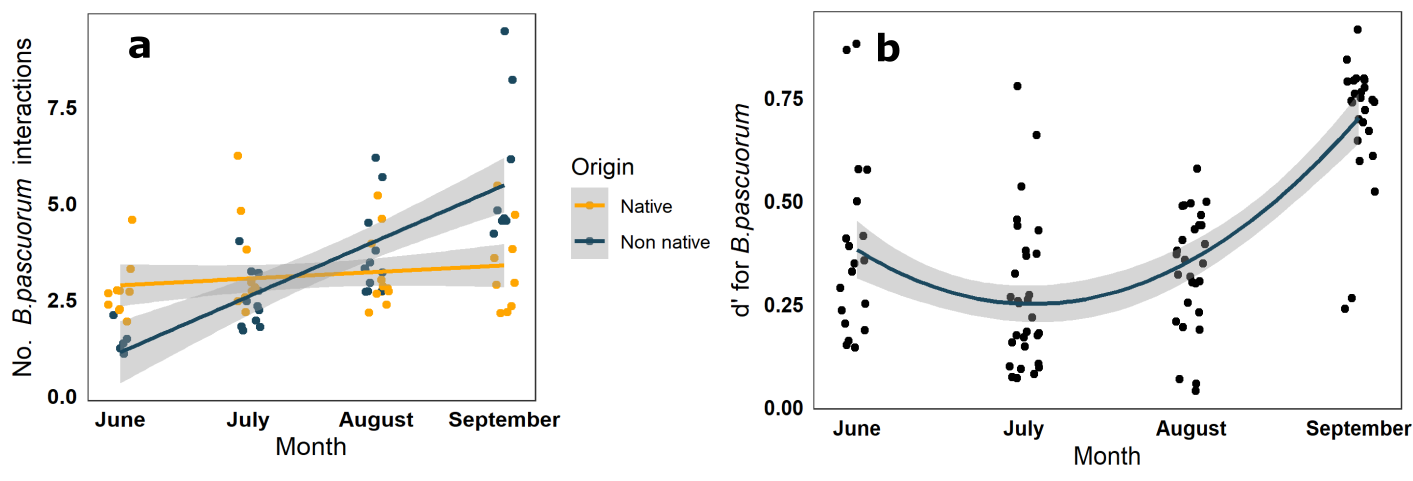 a
No. B.pascuorum interactions
7.5
5.0
2.5
0.0
June July August September
Month
Origin
Native
Non native
b
d' for B.pascuorum
0.75
0.50
0.25
0.00
June July August September
Month